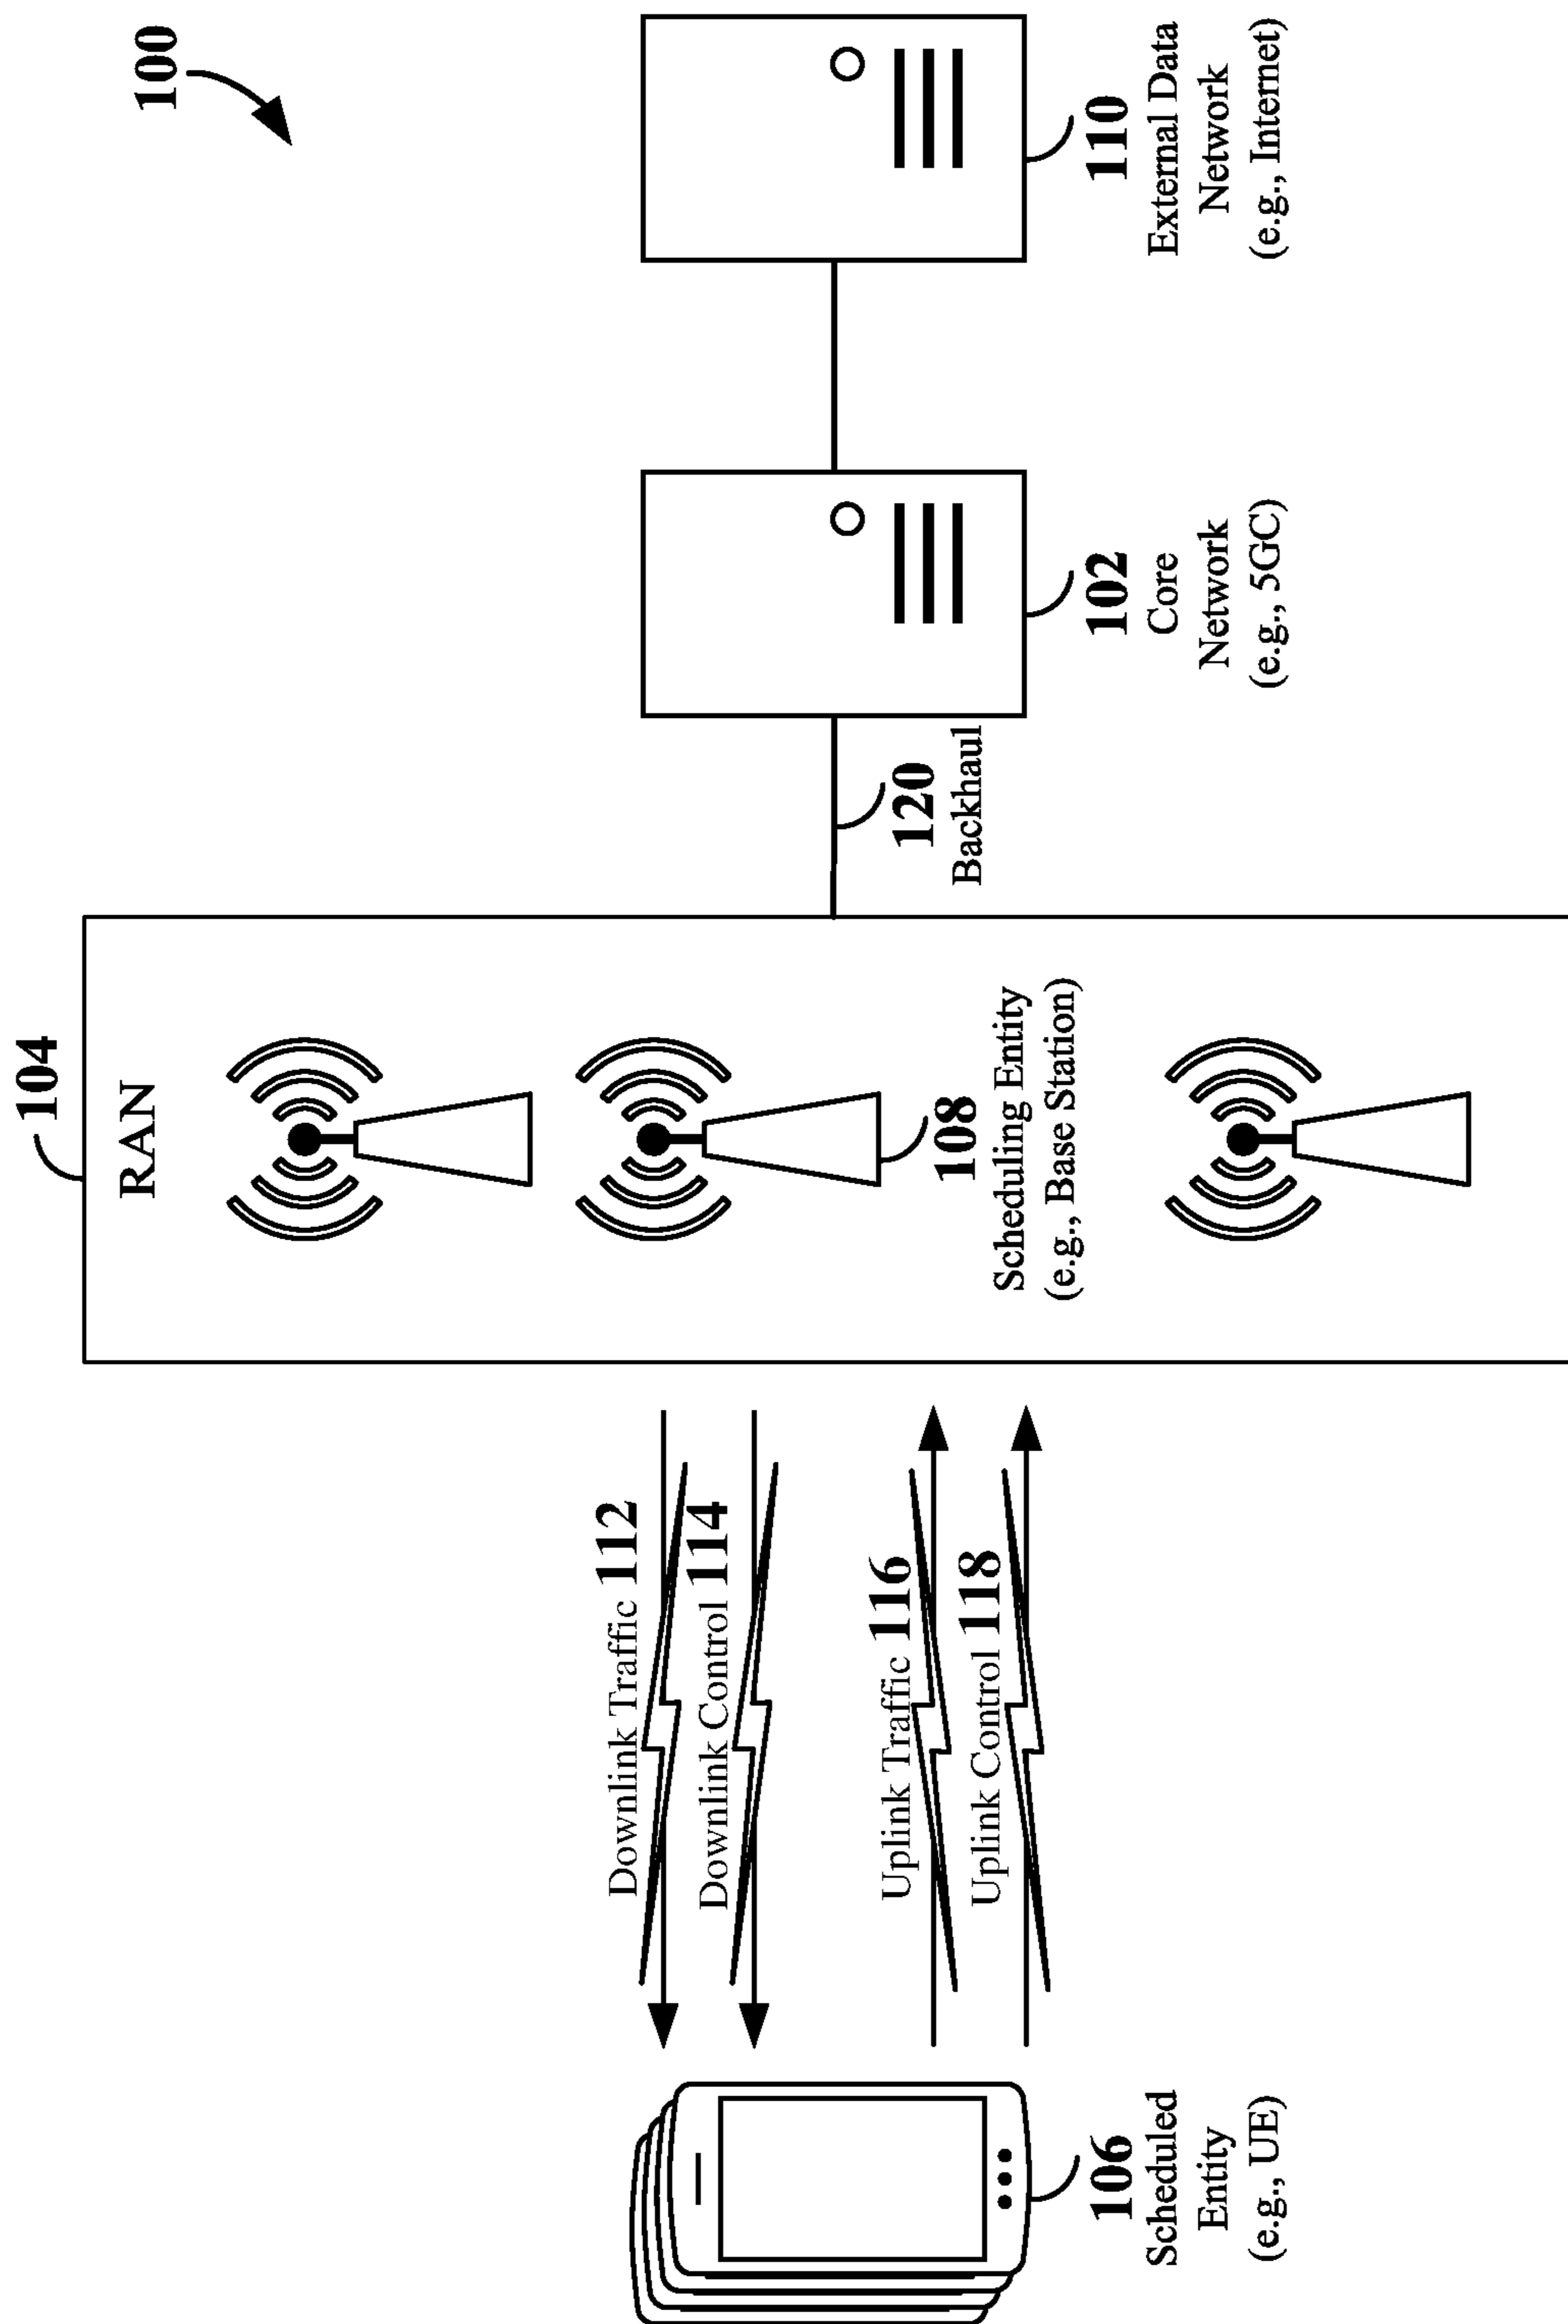 100
104
RAN
Downlink Traffic 112
Downlink Control 114
Uplink Traffic 116
Uplink Control 118
106
Scheduled
Entity
(e.g., UE)
108
Scheduling Entity
(e.g., Base Station)
120
Backhaul
102
Core
Network
(e.g., 5GC)
110
External Data
Network
(e.g., Internet)